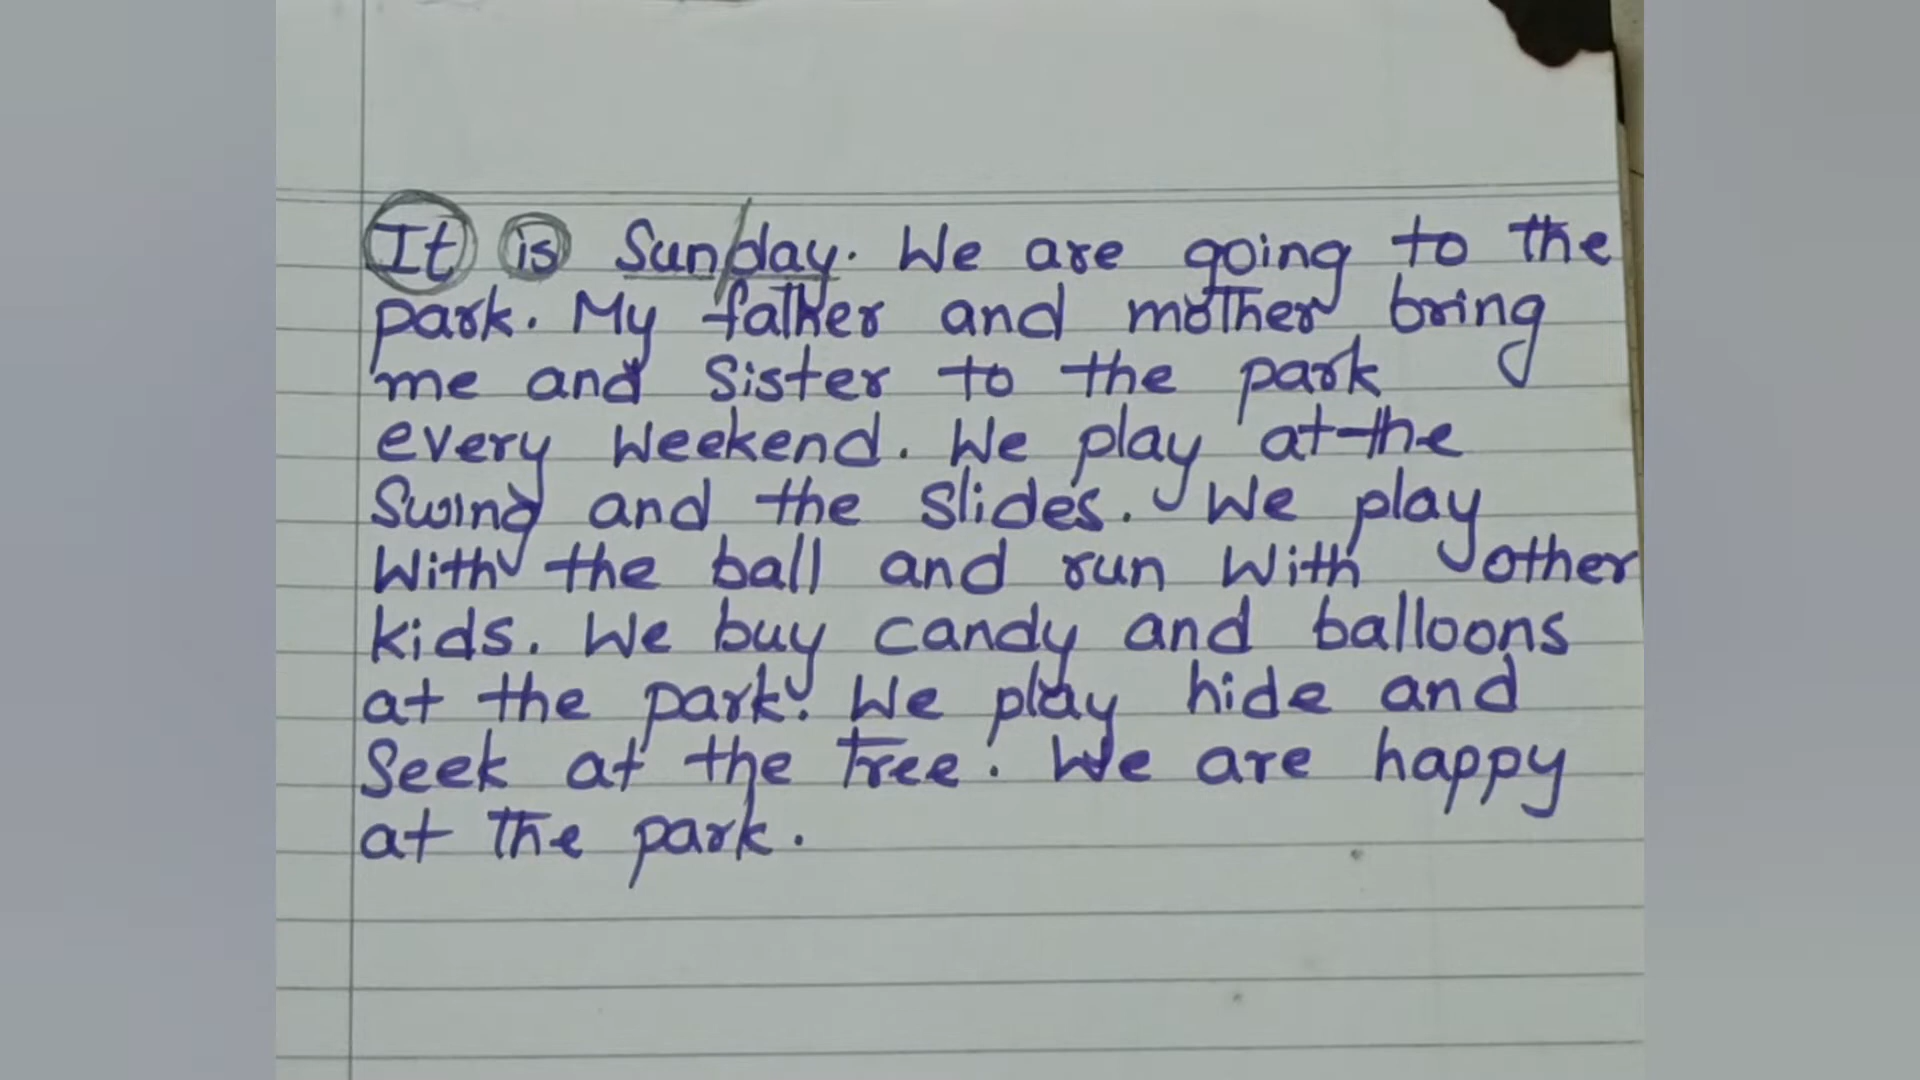 It is Sunday. We are going to the
park. My father and mother bring
me and Sister to the park
every Weekend. We play at the
Swing and the Slides. We play
With the ball and run With other
kids. We buy candy and balloons
at the park. We play hide and
Seek at the Tree. We are happy
at The park.